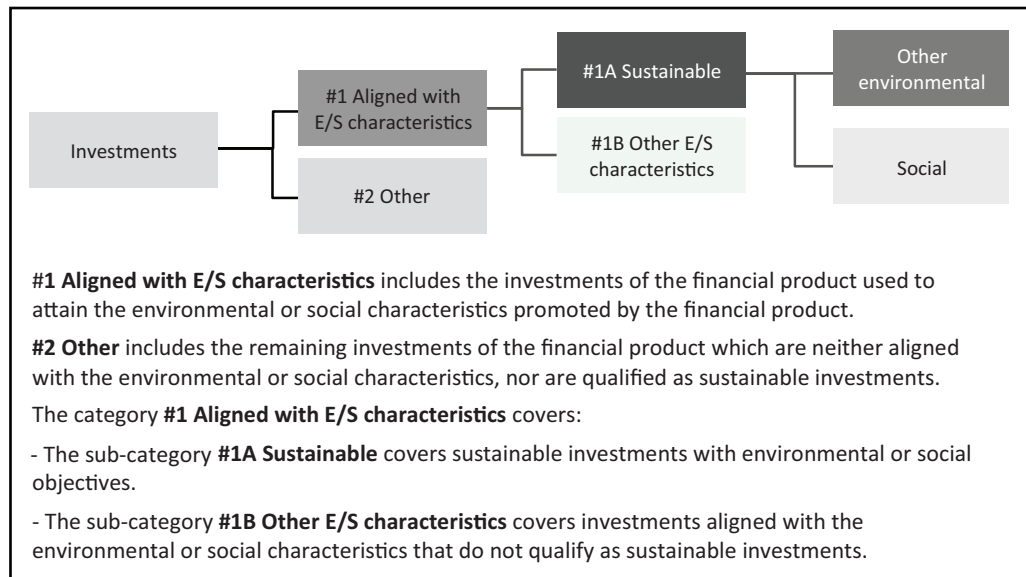 Investments
#1 Aligned with
E/S characteristics
#2 Other
#1A Sustainable
#1B Other E/S
characteristics
Other
environmental
Social
#1 Aligned with E/S characteristics includes the investments of the financial product used to
attain the environmental or social characteristics promoted by the financial product.
#2 Other includes the remaining investments of the financial product which are neither aligned
with the environmental or social characteristics, nor are qualified as sustainable investments.
The category #1 Aligned with E/S characteristics covers:
- The sub-category #1A Sustainable covers sustainable investments with environmental or social
objectives.
- The sub-category #1B Other E/S characteristics covers investments aligned with the
environmental or social characteristics that do not qualify as sustainable investments.